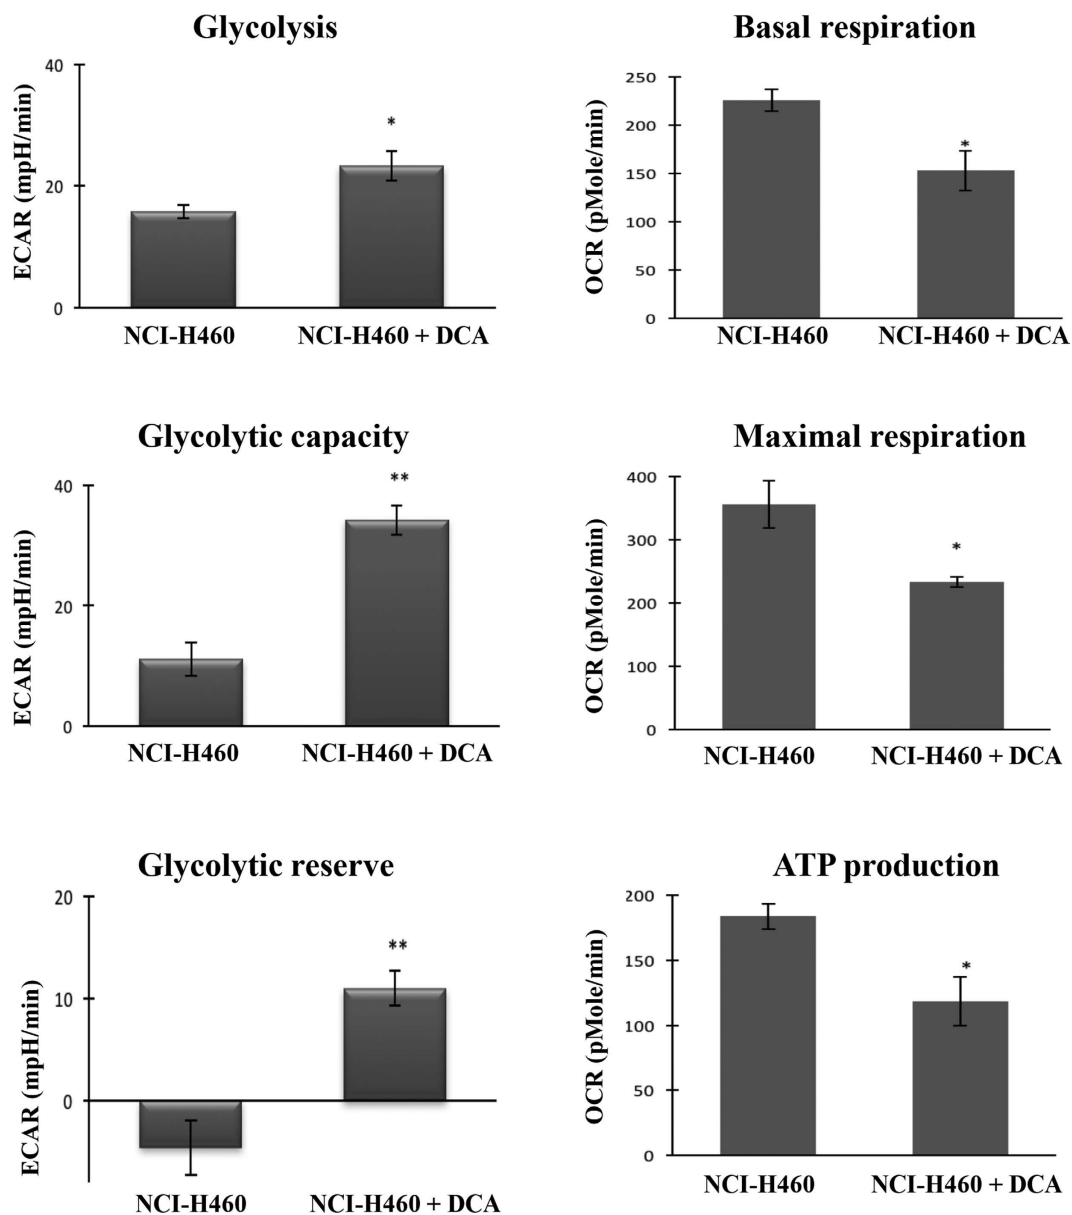 Glycolysis
ECAR (mpH/min)
40
20
0
*
NCI-H460
NCI-H460 + DCA
Basal respiration
OCR (pMole/min)
250
200
150
100
50
0
*
NCI-H460
NCI-H460 + DCA
Glycolytic capacity
ECAR (mpH/min)
40
20
0
**
NCI-H460
NCI-H460 + DCA
Maximal respiration
OCR (pMole/min)
400
300
200
100
0
*
NCI-H460
NCI-H460 + DCA
Glycolytic reserve
ECAR (mpH/min)
20
10
0
**
NCI-H460
NCI-H460 + DCA
ATP production
OCR (pMole/min)
200
150
100
50
0
*
NCI-H460
NCI-H460 + DCA